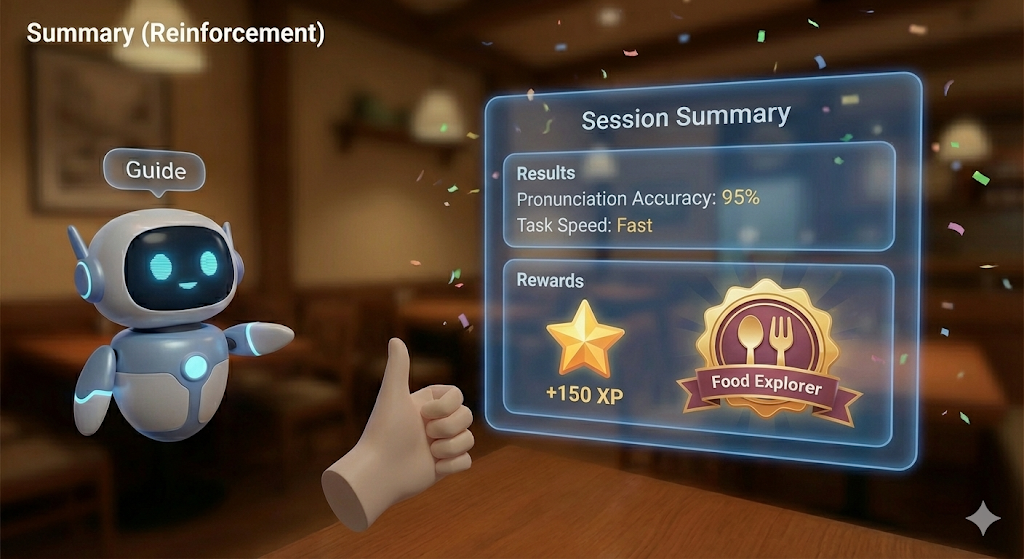 Summary (Reinforcement)
Guide
Session Summary
Results
Pronunciation Accuracy: 95%
Task Speed: Fast
Rewards
+150 XP
Food Explorer